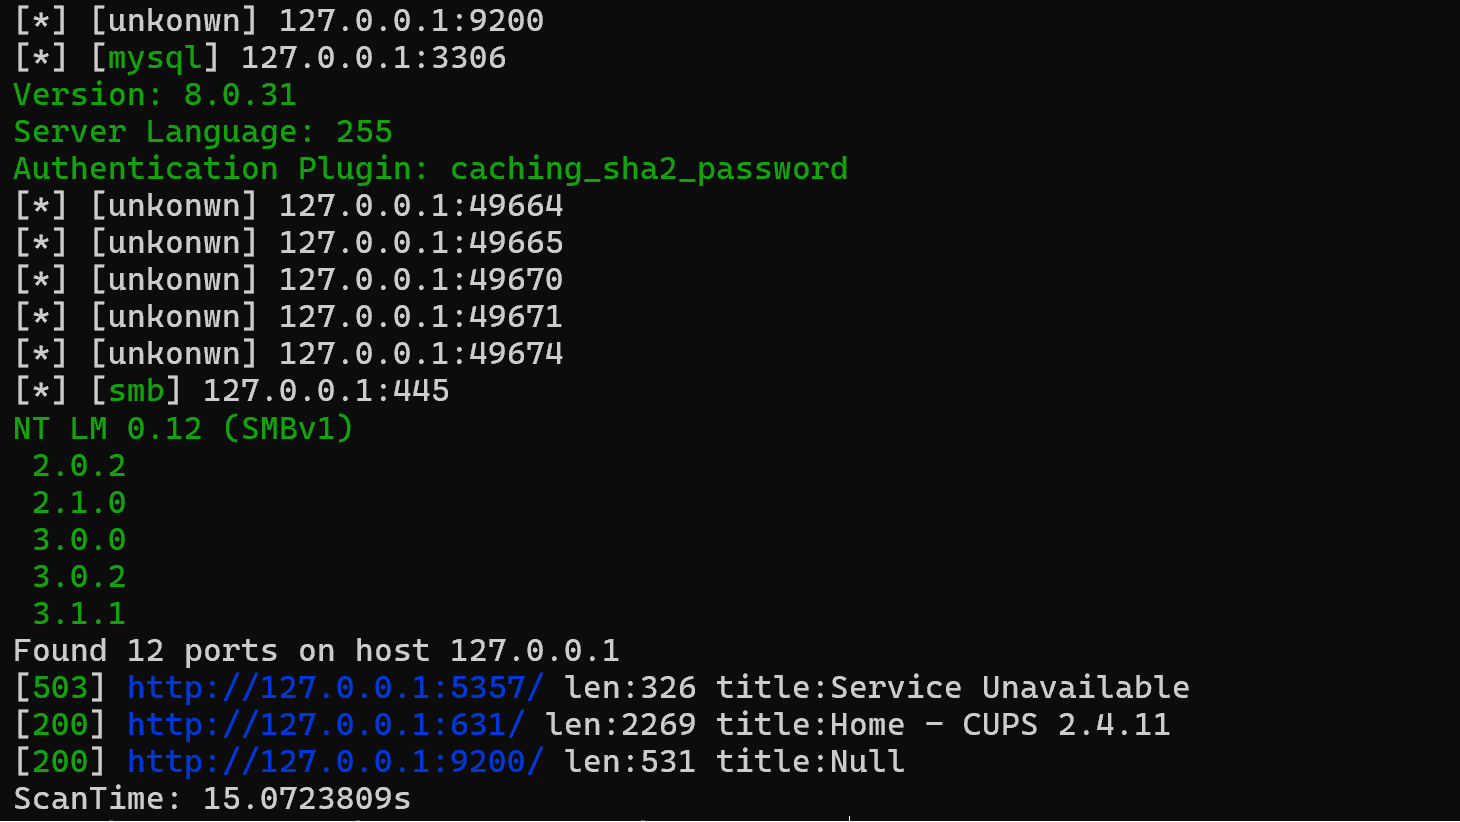 [*] [unkonwn] 127.0.0.1:9200
[*] [mysql] 127.0.0.1:3306
Version: 8.0.31
Server Language: 255
Authentication Plugin: caching_sha2_password
[*] [unkonwn] 127.0.0.1:49664
[*] [unkonwn] 127.0.0.1:49665
[*] [unkonwn] 127.0.0.1:49670
[*] [unkonwn] 127.0.0.1:49671
[*] [unkonwn] 127.0.0.1:49674
[*] [smb] 127.0.0.1:445
NT LM 0.12 (SMBv1)
2.0.2
2.1.0
3.0.0
3.0.2
3.1.1
Found 12 ports on host 127.0.0.1
[503] http://127.0.0.1:5357/ len:326 title:Service Unavailable
[200] http://127.0.0.1:631/ len:2269 title:Home - CUPS 2.4.11
[200] http://127.0.0.1:9200/ len:531 title:Null
ScanTime: 15.0723809s